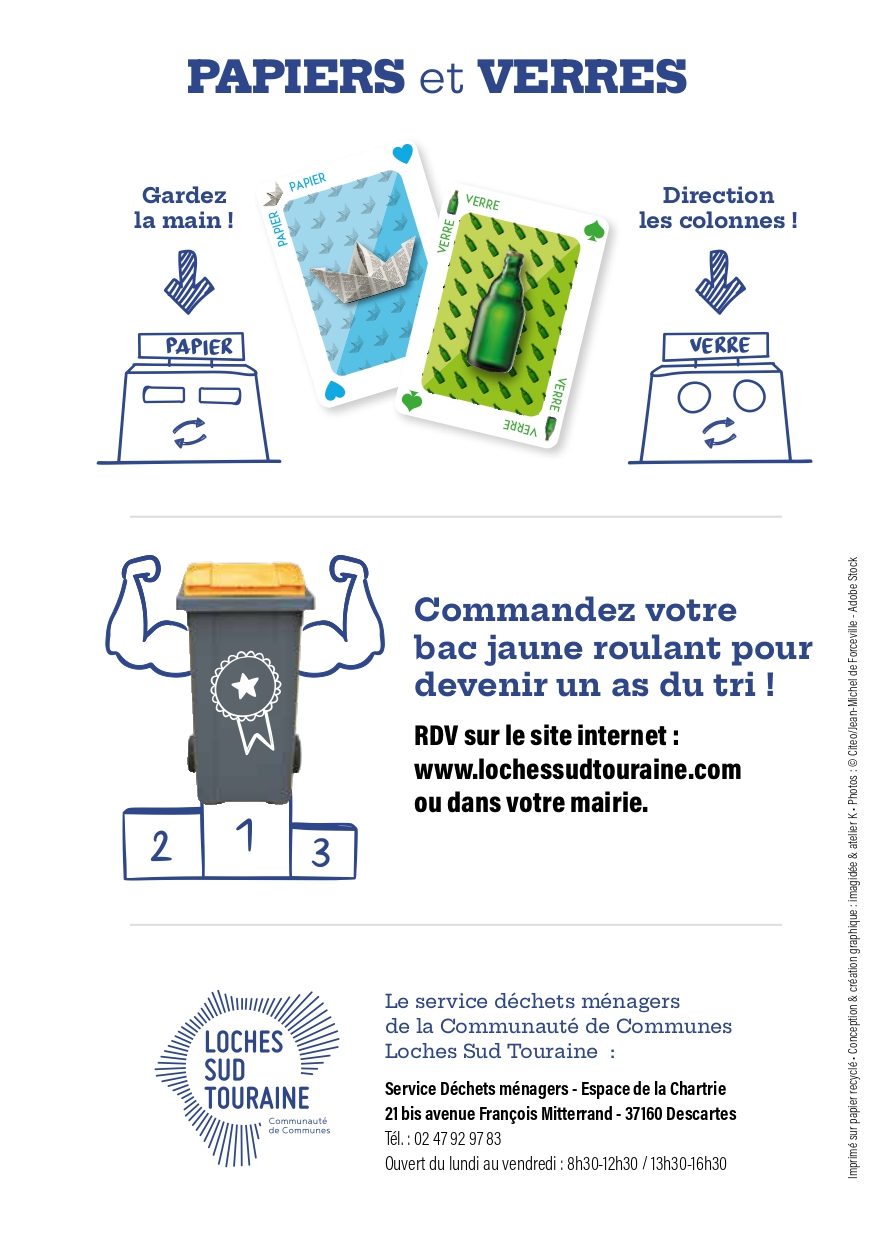 PAPIERS et VERRES
Gardez
la main !
PAPIER
PAPIER
PAPIER
VERRE
VERRE
VERRE
VERRE
Direction
les colonnes !
VERRE
Commandez votre
bac jaune roulant pour
devenir un as du tri !
RDV sur le site internet :
www.lochessudtouraine.com
ou dans votre mairie.
2
1
3
LOCHES
SUD
TOURAINE
Communauté
de Communes
Le service déchets ménagers
de la Communauté de Communes
Loches Sud Touraine :
Service Déchets ménagers - Espace de la Chartrie
21 bis avenue François Mitterrand - 37160 Descartes
Tél. : 02 47 92 97 83
Ouvert du lundi au vendredi : 8h30-12h30 / 13h30-16h30
Imprimé sur papier recyclé • Conception & création graphique : imagidée & atelier K • Photos : © Citeo/Jean-Michel de Forceville - Adobe Stock